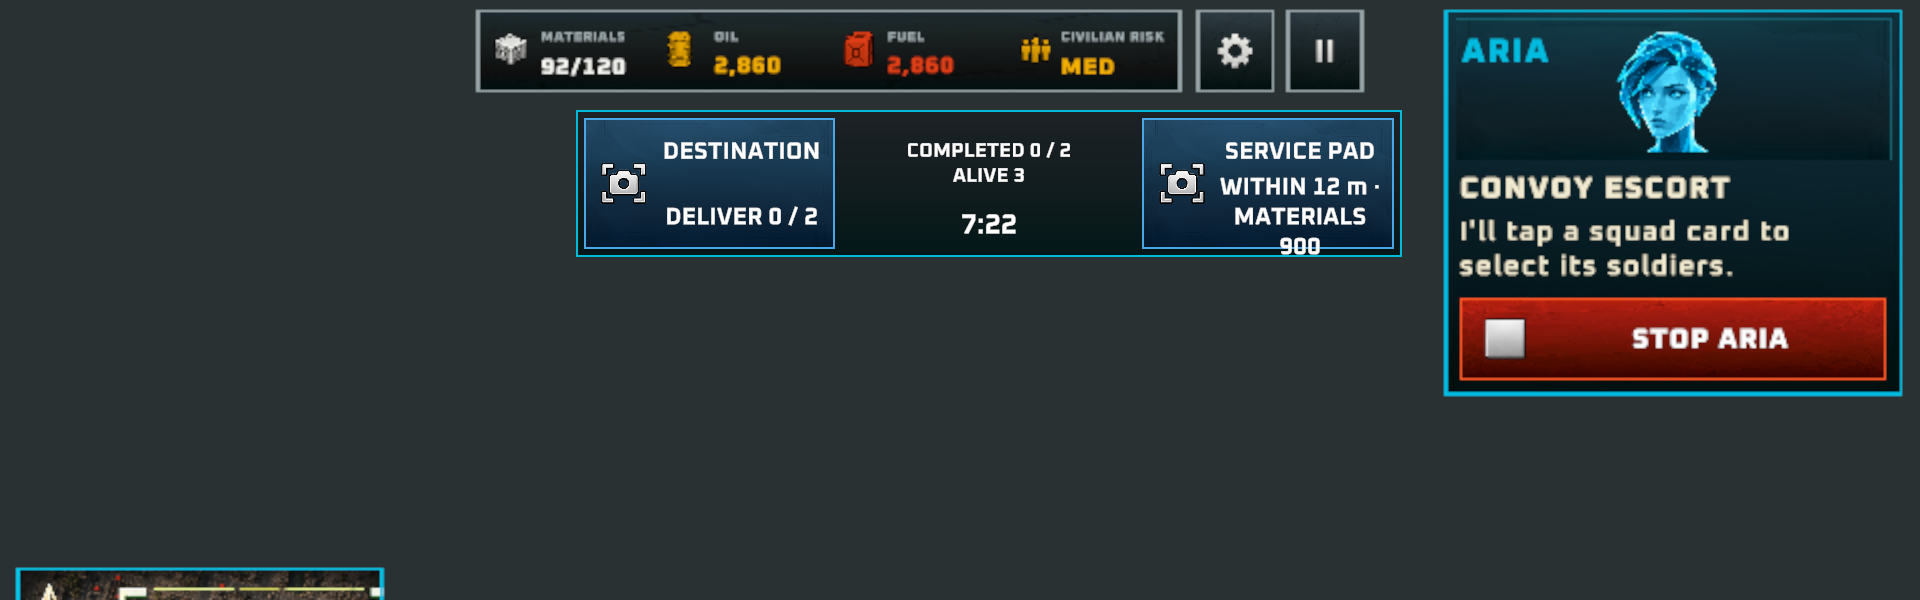 MATERIALS
92/120
OIL
2,860
FUEL
2,860
CIVILIAN RISK
MED
DESTINATION
DELIVER 0 / 2
COMPLETED 0 / 2
ALIVE 3
7:22
SERVICE PAD
WITHIN 12 m ·
MATERIALS
900
ARIA
CONVOY ESCORT
I'll tap a squad card to
select its soldiers.
STOP ARIA